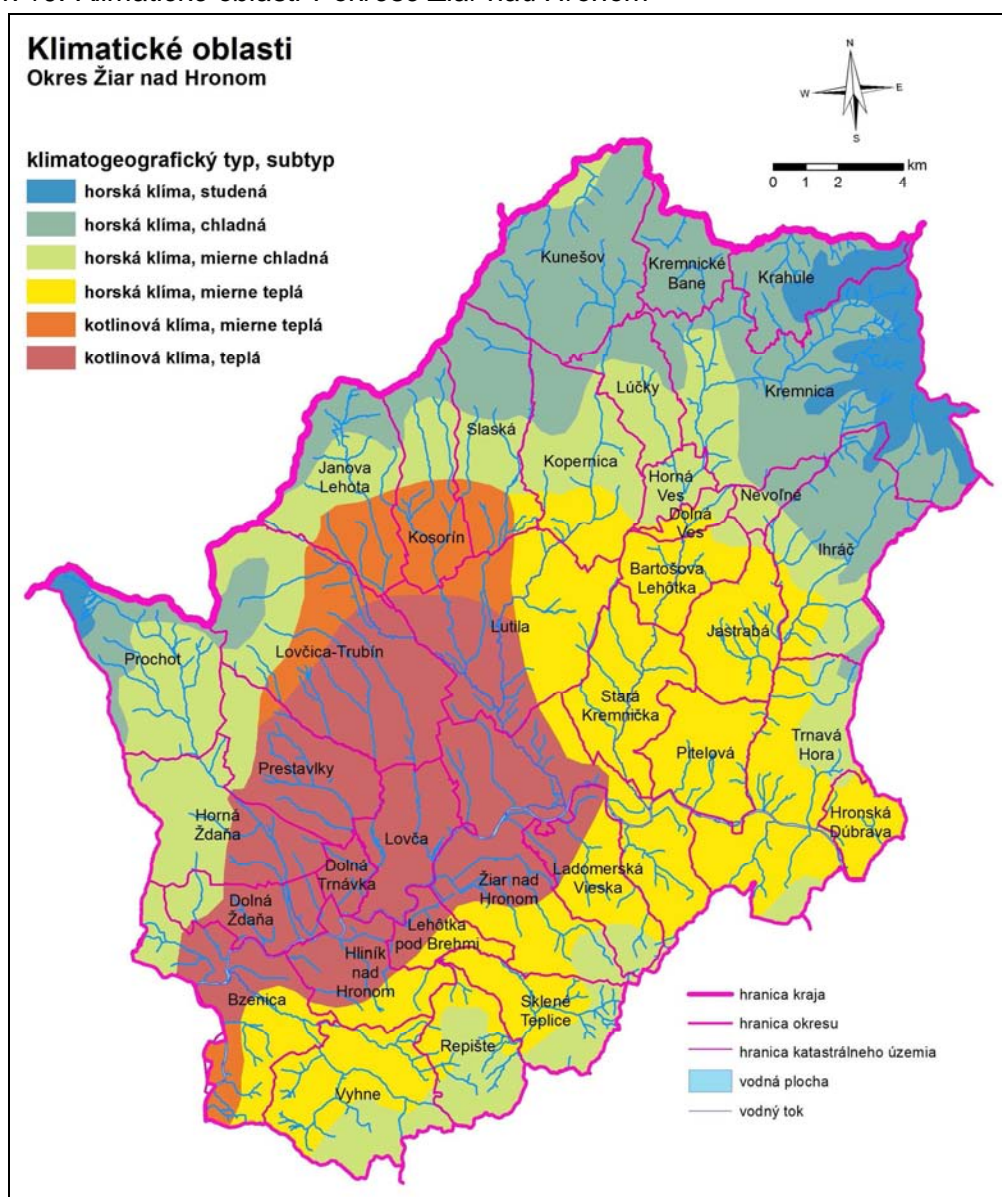 Klimatické oblasti
Okres Žiar nad Hronom
N
W
E
S
km
0 1 2 4
klimatogeografický typ, subtyp
horská klíma, studená
horská klíma, chladná
horská klíma, mierne chladná
horská klíma, mierne teplá
kotlinová klíma, mierne teplá
kotlinová klíma, teplá
Kunešov
Kremnické
Bane
Krahule
Lúčky
Kremnica
Slaská
Janova
Lehota
Kopernica
Horná
Ves
Nevoľné
Dolná
Ves
Kosorín
Ihráč
Bartošova
Lehôtka
Lutila
Jastrabá
Prochot
Lovčica-Trubín
Stará
Kremnička
Trnavá
Hora
Pitelová
Prestavlky
Horná
Ždaňa
Hronská
Dúbrava
Lovča
Dolná
Trnávka
Žiar nad
Hronom
Ladomerská
Vieska
Dolná
Ždaňa
Lehôtka
pod Brehmi
Hliník
nad
Hronom
Bzenica
Sklené
Teplice
Repište
Vyhne
hranica kraja
hranica okresu
hranica katastrálneho územia
vodná plocha
vodný tok